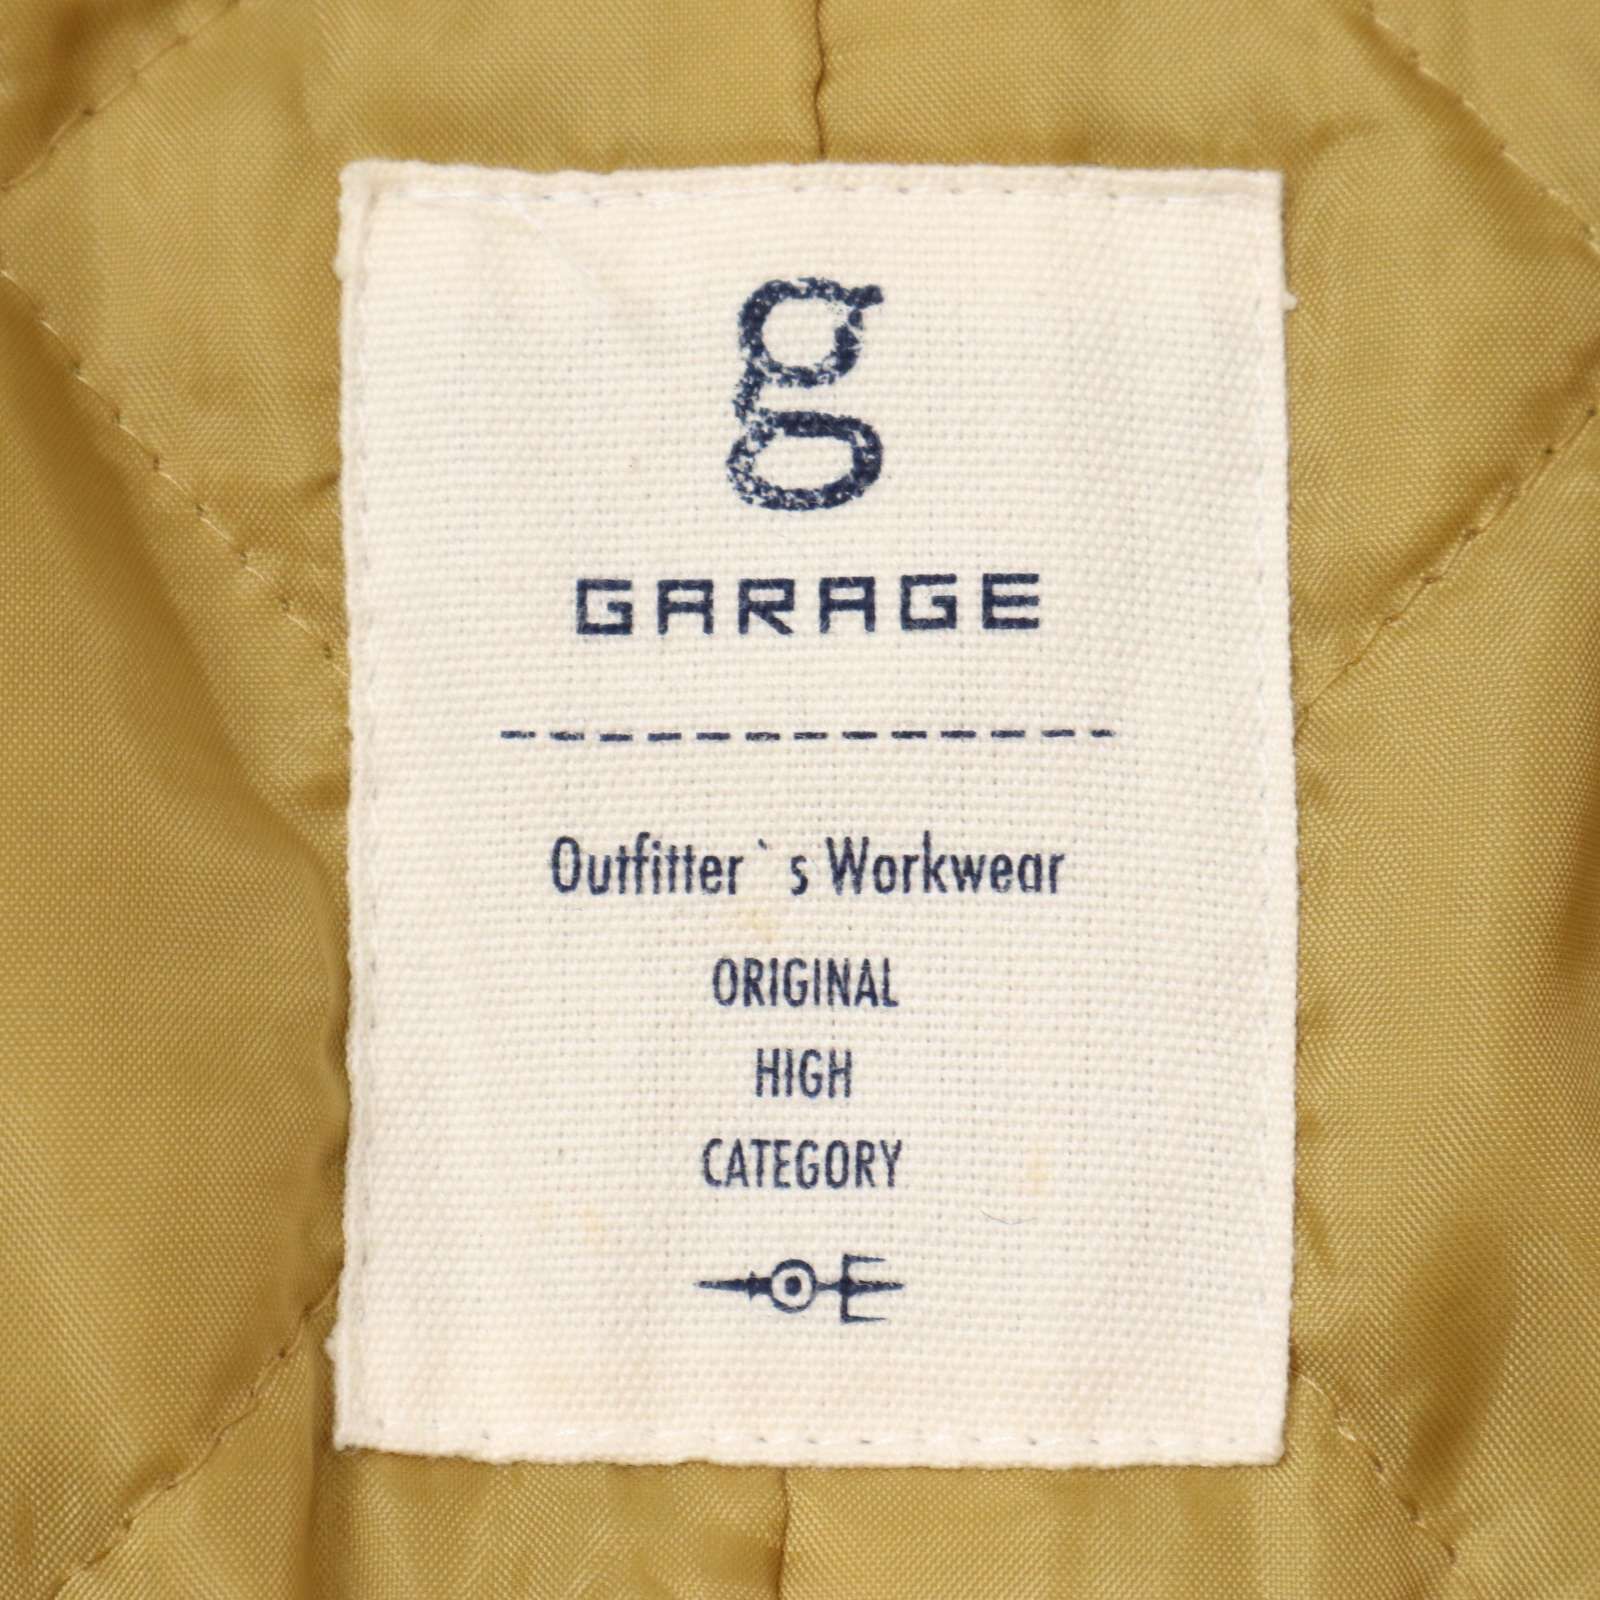 g
GARAGE
Outfitter`s Workwear
ORIGINAL
HIGH
CATEGORY